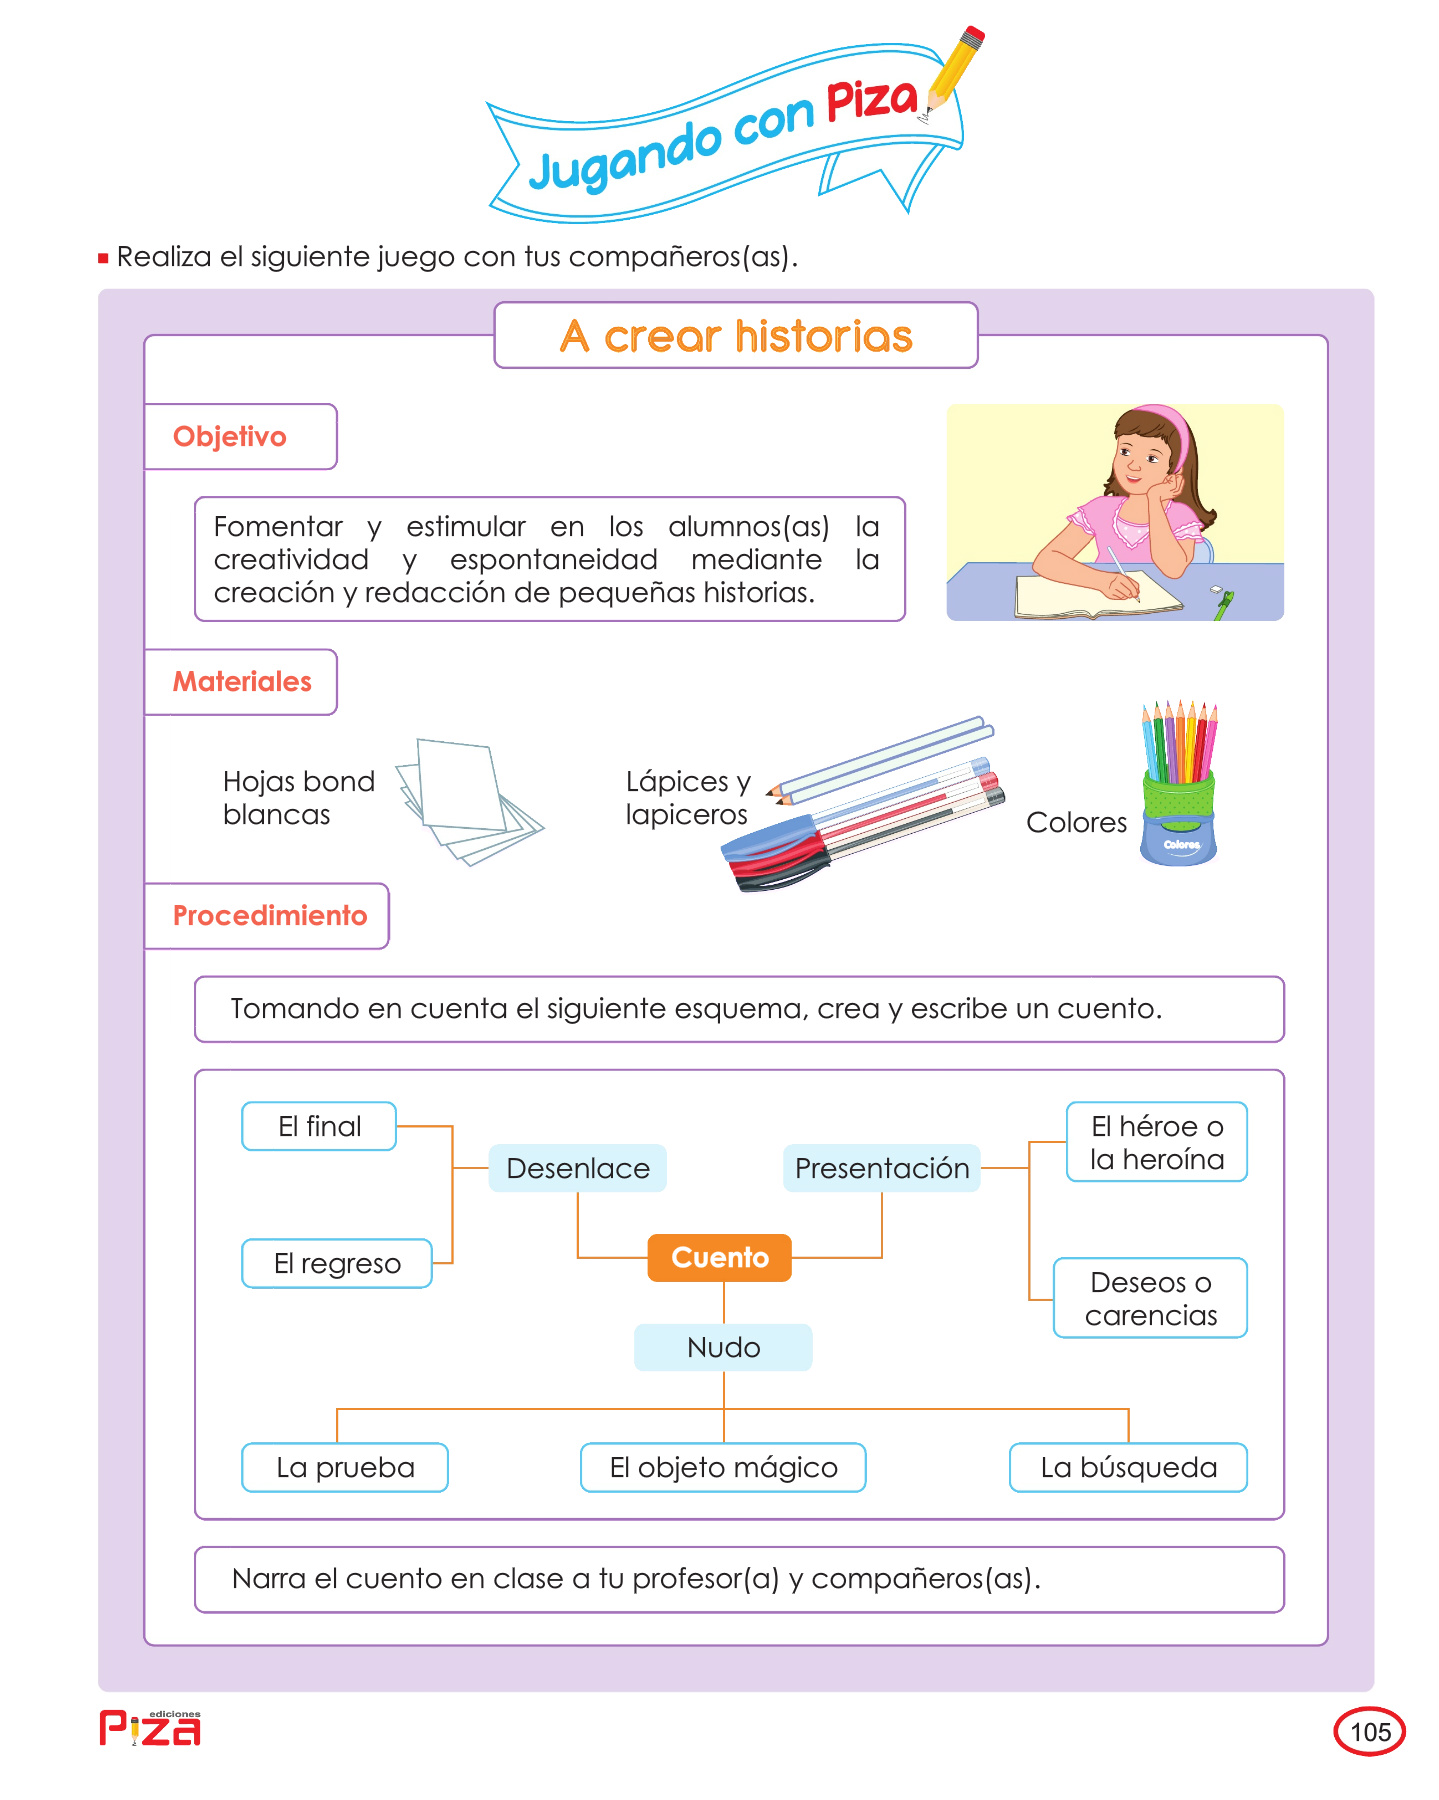 Jugando con Piza
Realiza el siguiente juego con tus compañeros(as).
A crear historias
Objetivo
Fomentar y estimular en los alumnos(as) la
creatividad y espontaneidad mediante la
creación y redacción de pequeñas historias.
Materiales
Hojas bond
blancas
Lápices y
lapiceros
Colores
Colores
Procedimiento
Tomando en cuenta el siguiente esquema, crea y escribe un cuento.
El final
El regreso
Desenlace
Presentación
El héroe o
la heroína
Deseos o
carencias
Cuento
Nudo
La prueba
El objeto mágico
La búsqueda
Narra el cuento en clase a tu profesor(a) y compañeros(as).
ediciones
Piza
105